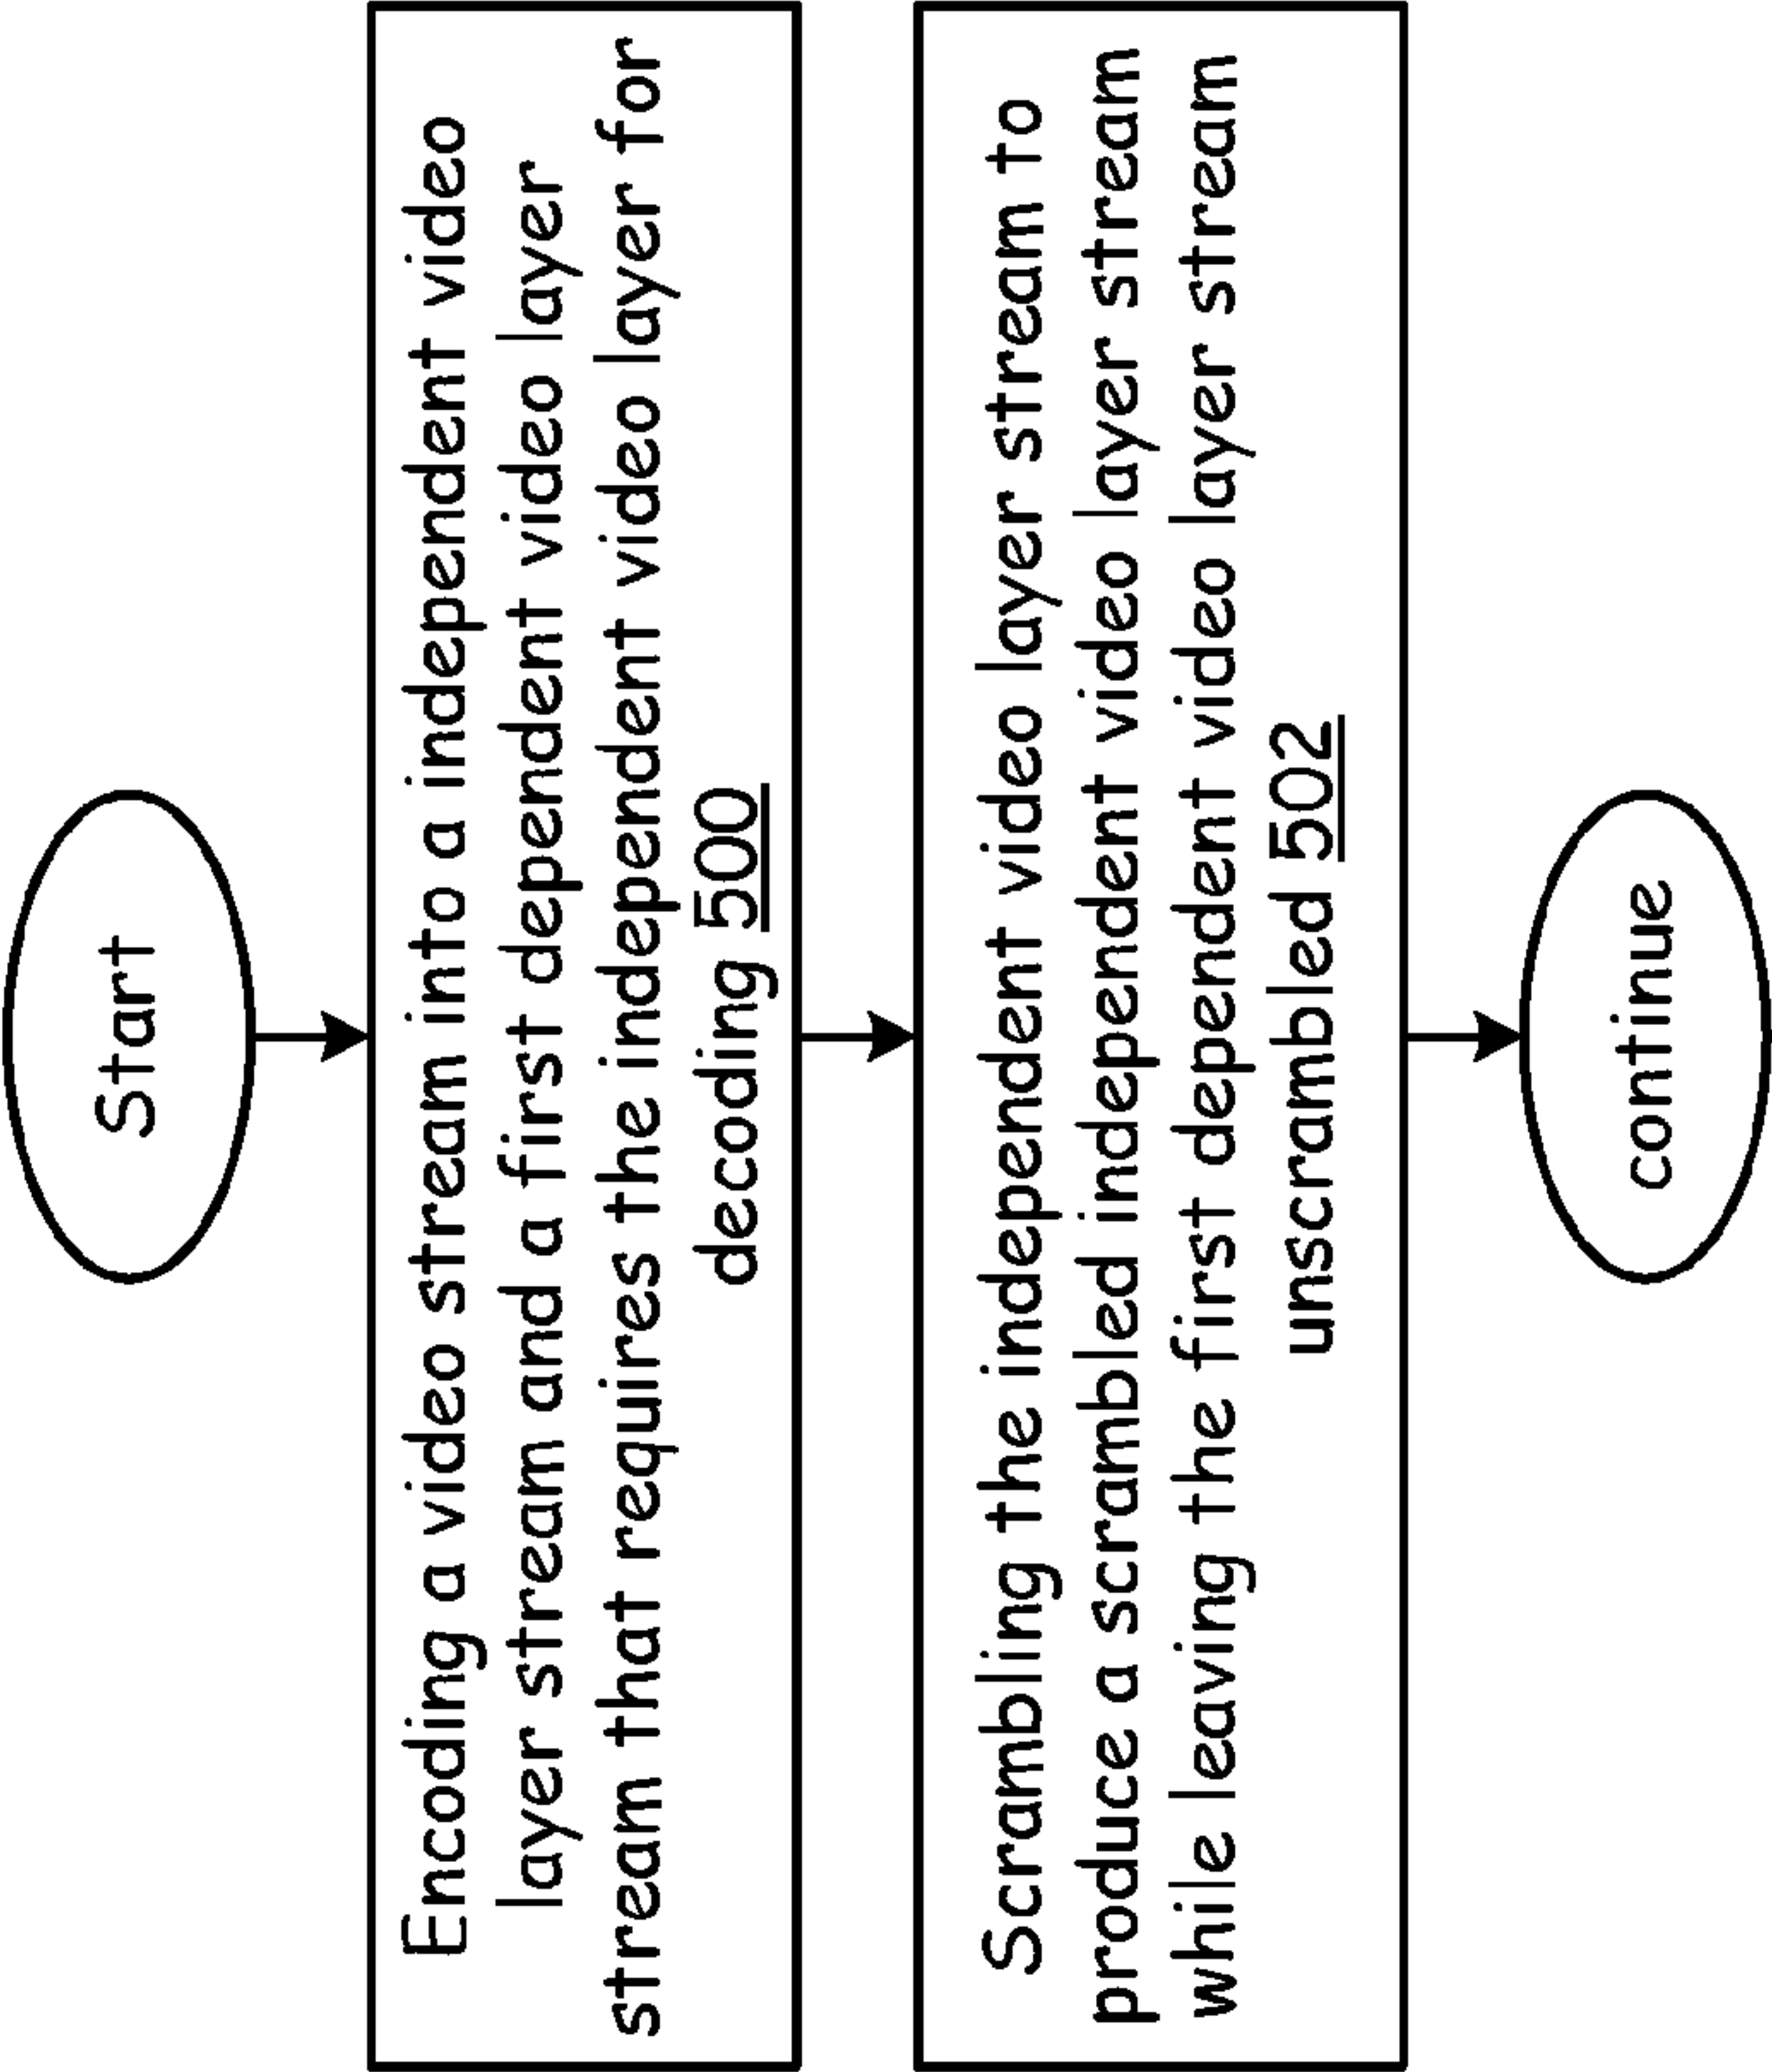 Start
Encoding a video stream into a independent video
layer stream and a first dependent video layer
stream that requires the independent video layer for
decoding 500
Scrambling the independent video layer stream to
produce a scrambled independent video layer stream
while leaving the first dependent video layer stream
unscrambled 502
continue